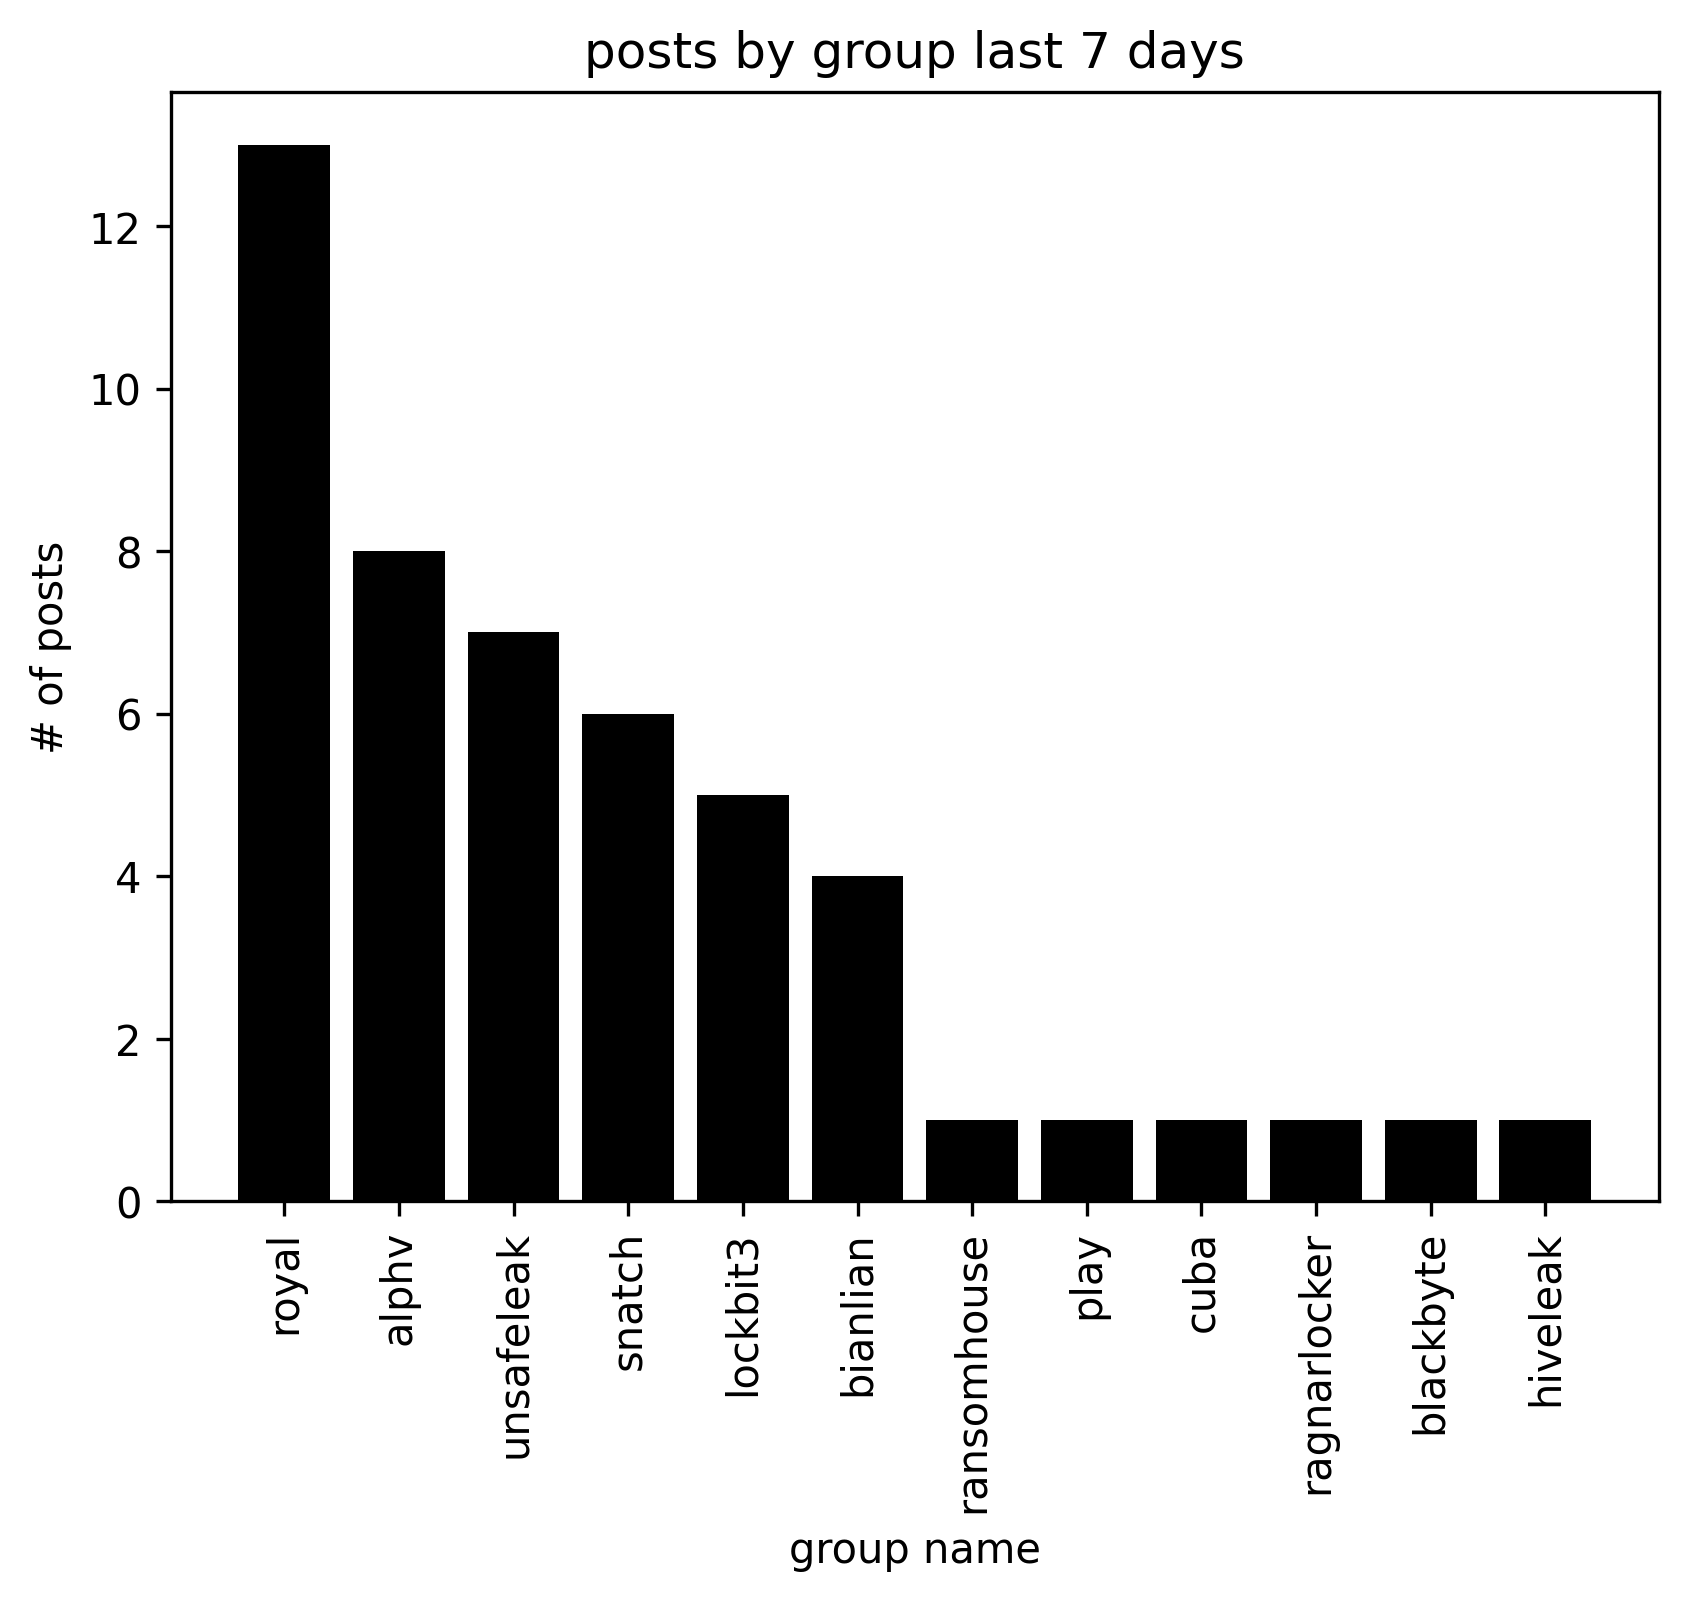 posts by group last 7 days
# of posts
12
10
8
6
4
2
0
royal
alphv
unsafeleak
snatch
lockbit3
bianlian
ransomhouse
play
cuba
ragnarlocker
blackbyte
hiveleak
group name